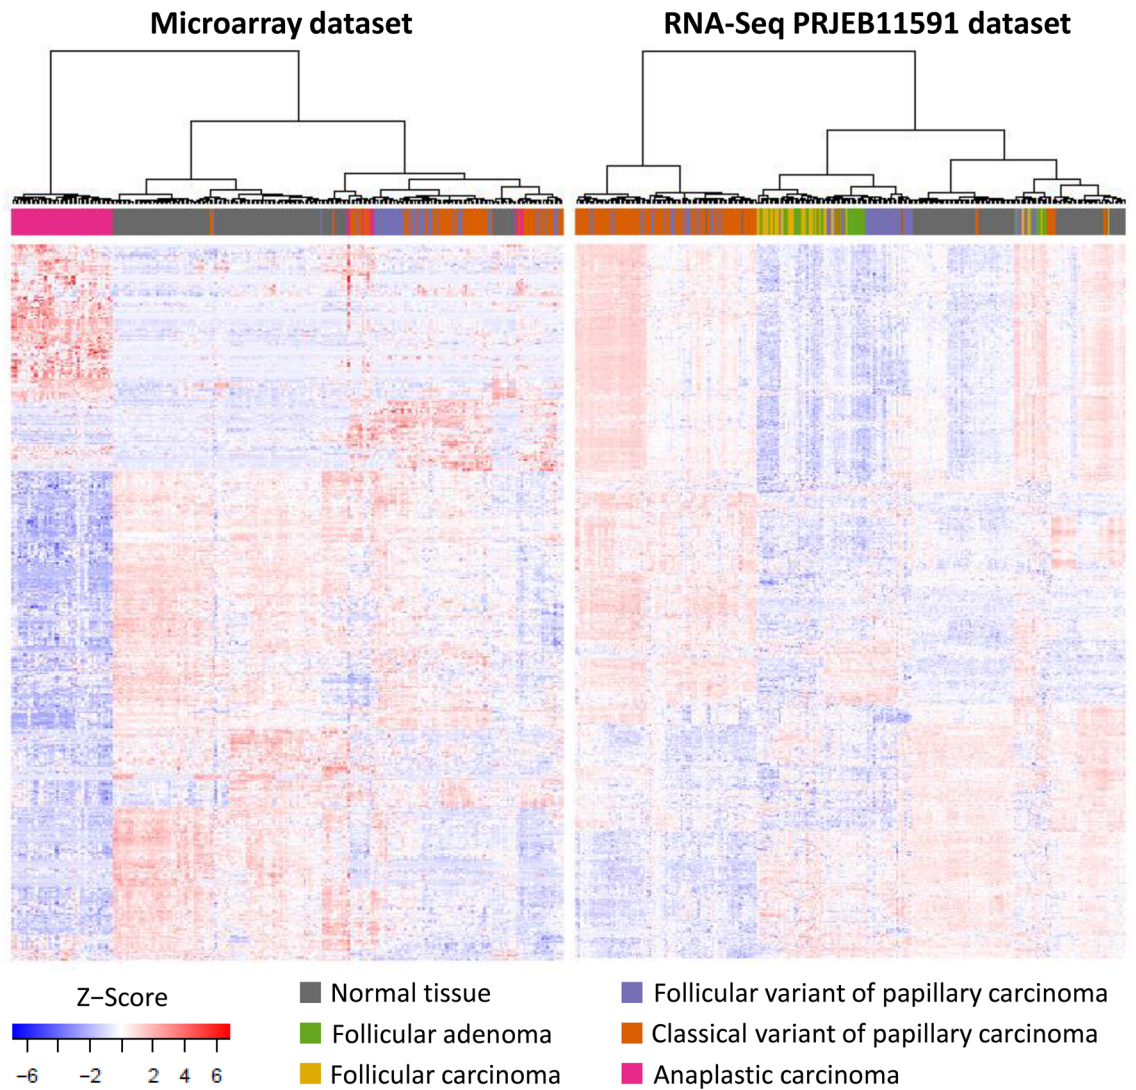 Microarray dataset
RNA-Seq PRJEB11591 dataset
Z−Score
−6 −2 2 4 6
Normal tissue
Follicular adenoma
Follicular carcinoma
Follicular variant of papillary carcinoma
Classical variant of papillary carcinoma
Anaplastic carcinoma